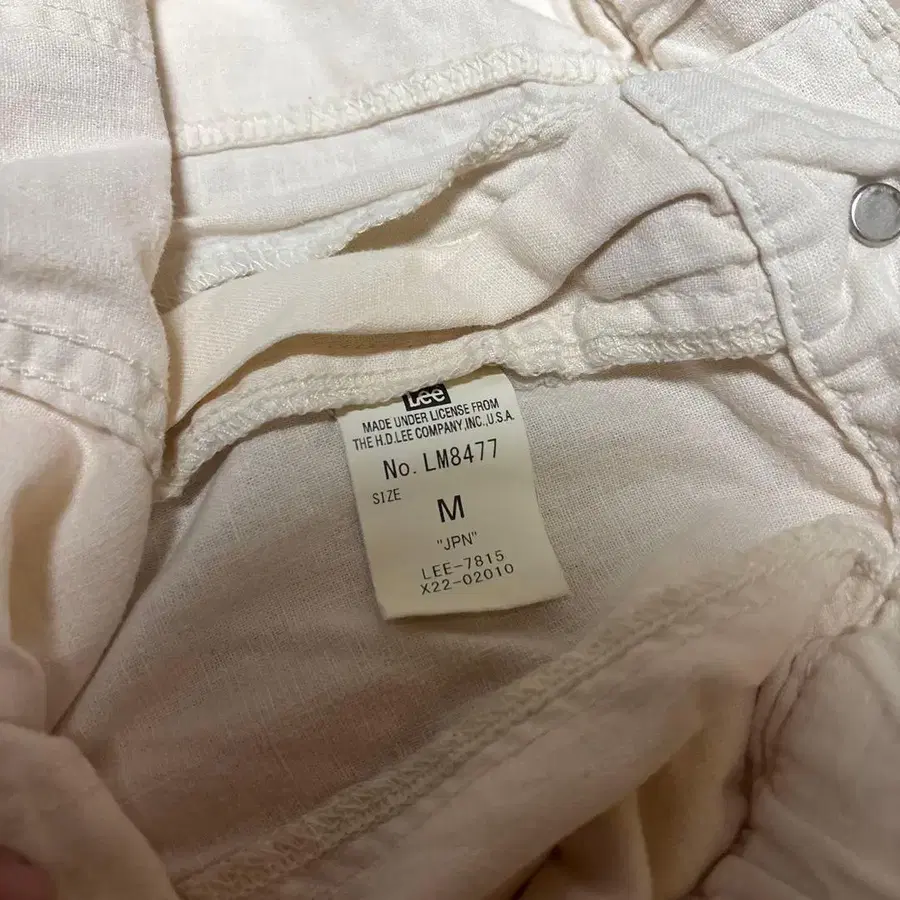 Lee
MADE UNDER LICENSE FROM
THE H.D.LEE COMPANY,INC.,U.S.A.
No. LM8477
SIZE
M
"JPN"
LEE-7815
X22-02010